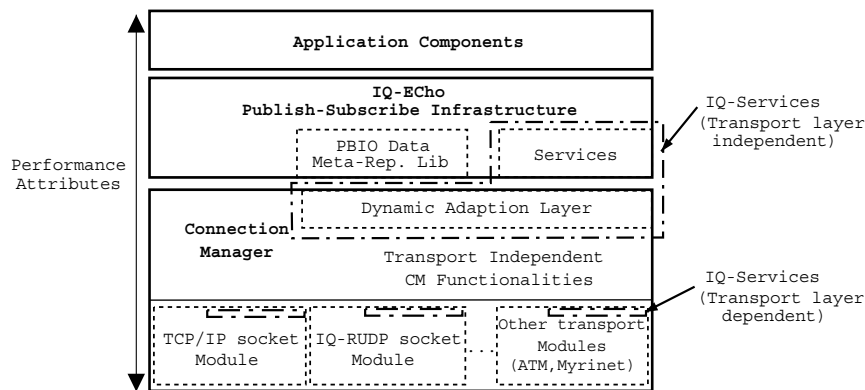 Application Components
IQ-ECho
Publish-Subscribe Infrastructure
IQ-Services
(Transport layer
independent)
PBIO Data
Meta-Rep. Lib
Services
Performance
Attributes
Dynamic Adaption Layer
Connection
Manager
Transport Independent
CM Functionalities
IQ-Services
(Transport layer
dependent)
TCP/IP socket
Module
IQ-RUDP socket
Module
...
Other transport
Modules
(ATM,Myrinet)